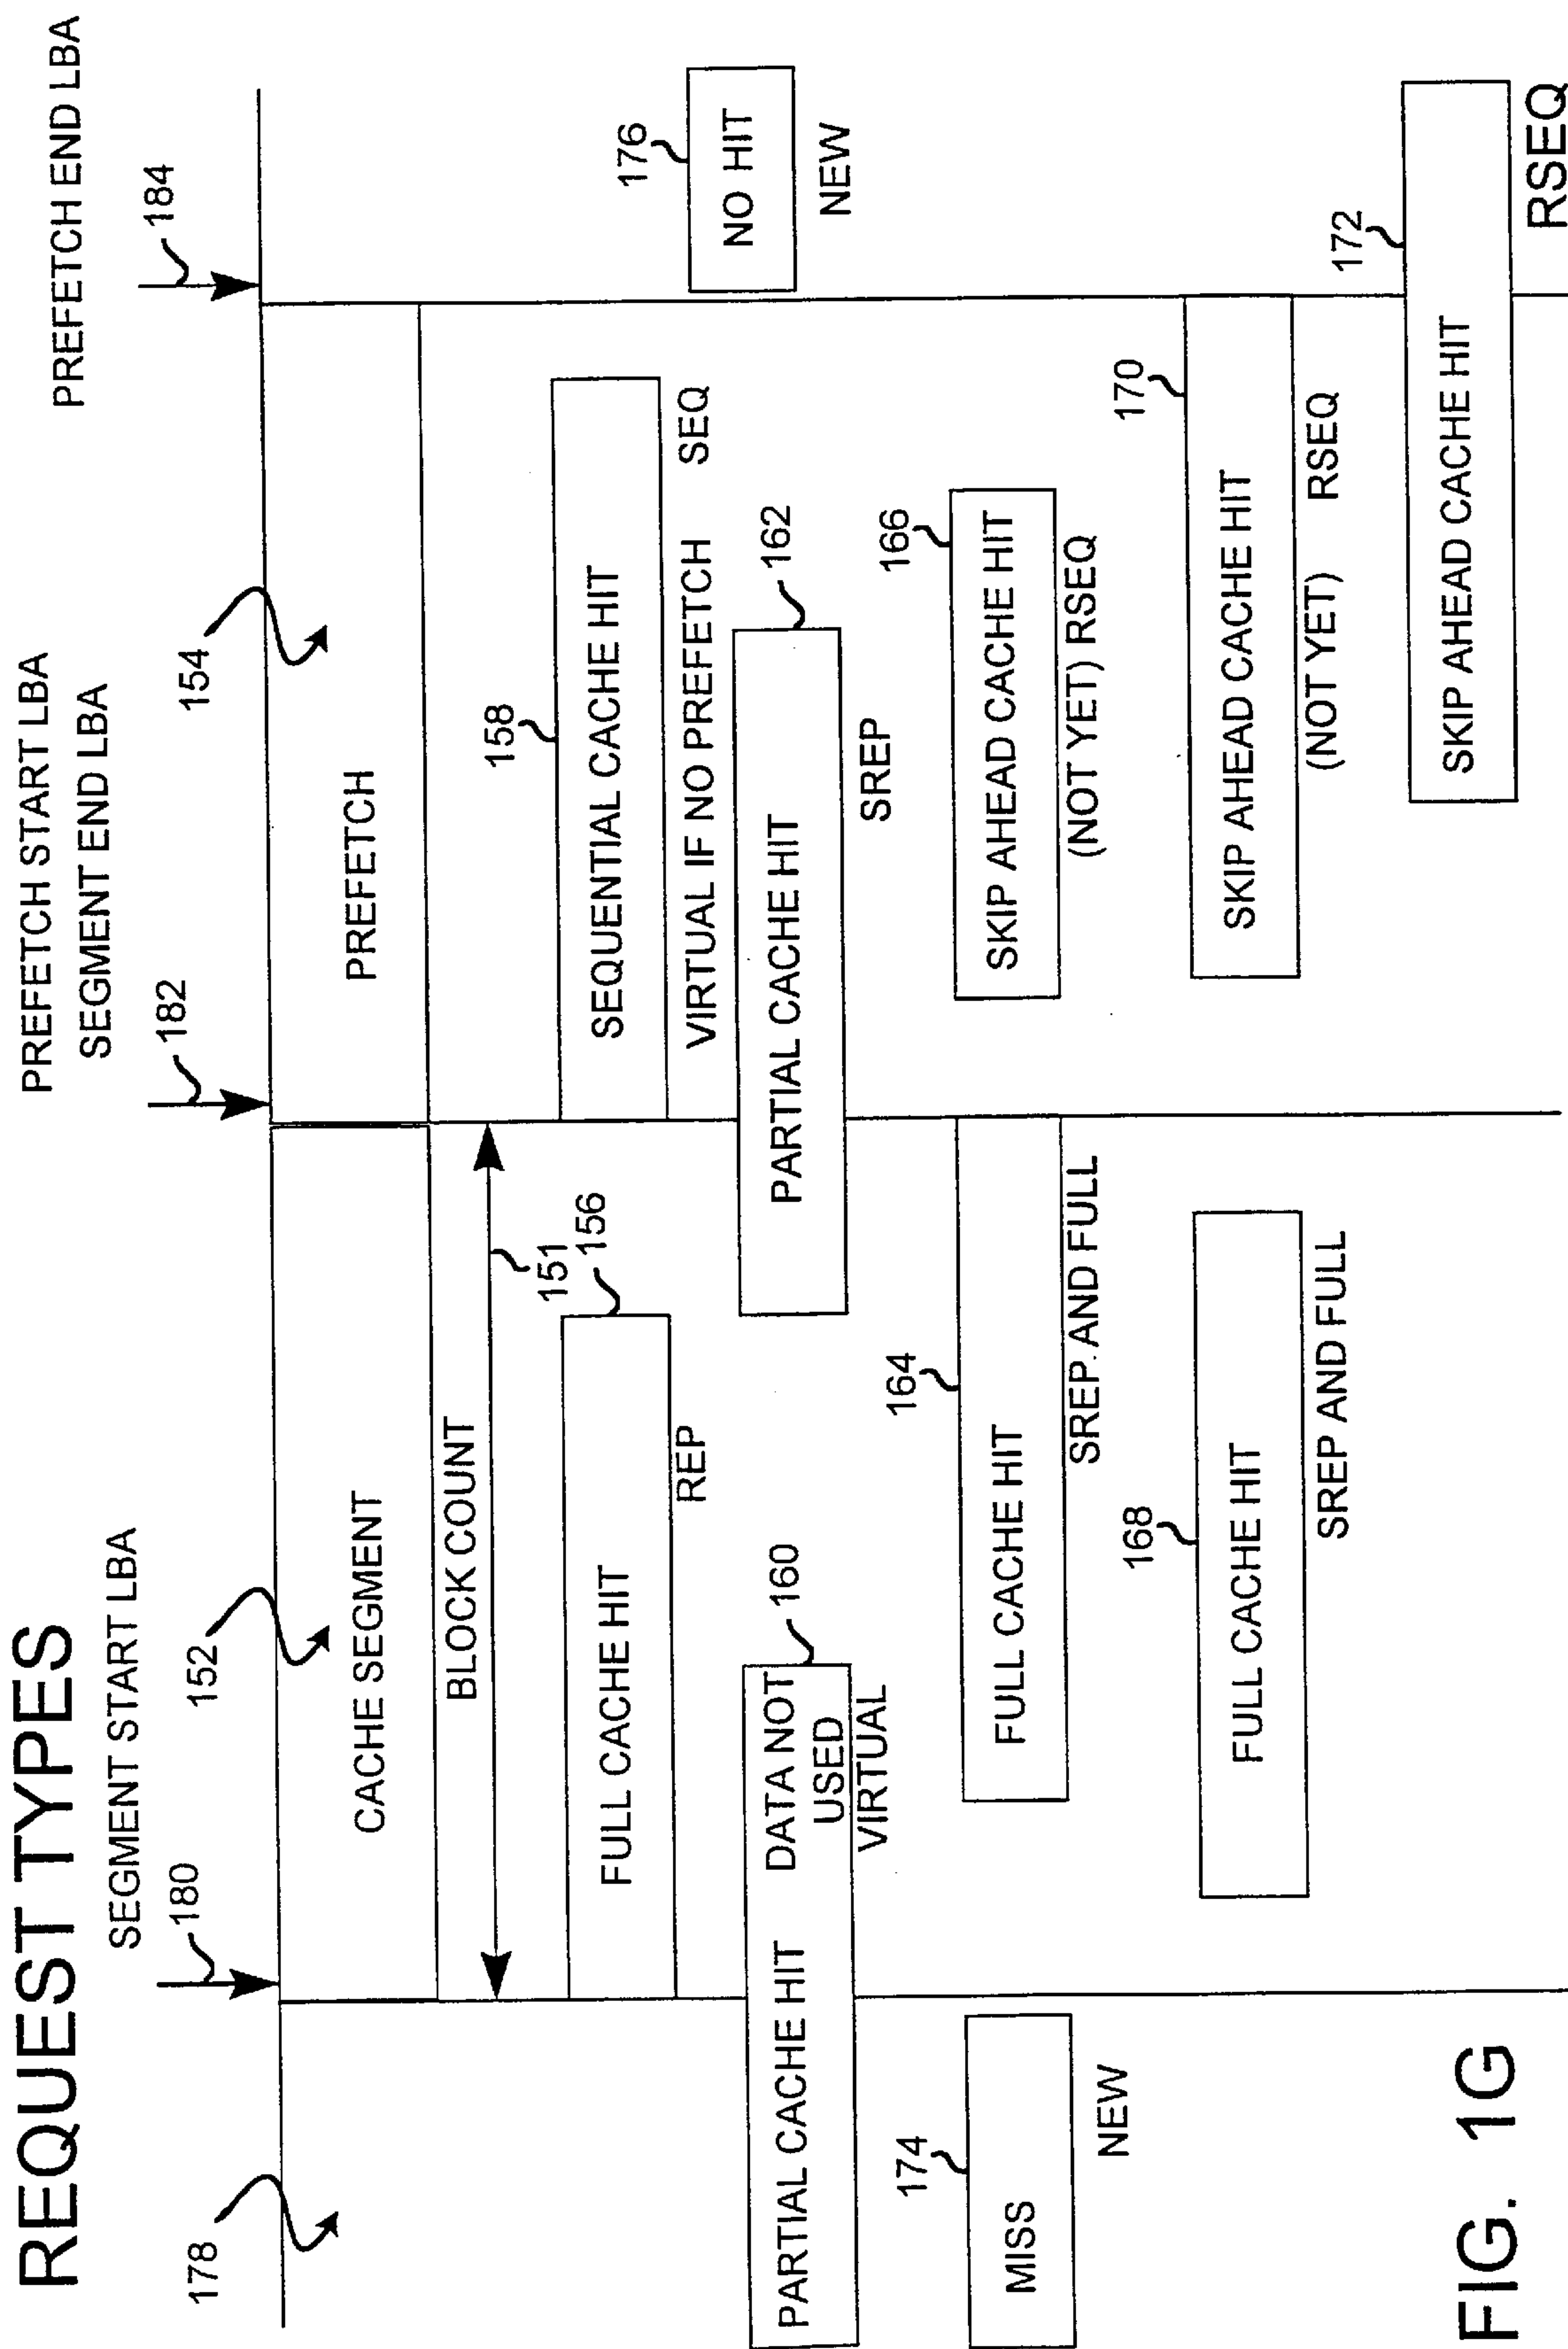 REQUEST TYPES
SEGMENT START LBA
PREFETCH START LBA
SEGMENT END LBA
PREFETCH END LBA
178
180
152
182
154
184
CACHE SEGMENT
PREFETCH
BLOCK COUNT
151
156
FULL CACHE HIT
REP
158
SEQUENTIAL CACHE HIT
VIRTUAL IF NO PREFETCH SEQ
176
NO HIT
NEW
160
PARTIAL CACHE HIT
DATA NOT
USED
VIRTUAL
162
PARTIAL CACHE HIT
SREP
174
MISS
NEW
164
FULL CACHE HIT
SREP AND FULL
166
SKIP AHEAD CACHE HIT
(NOT YET) RSEQ
168
FULL CACHE HIT
SREP AND FULL
170
SKIP AHEAD CACHE HIT
(NOT YET) RSEQ
172
SKIP AHEAD CACHE HIT
RSEQ
FIG. 1G